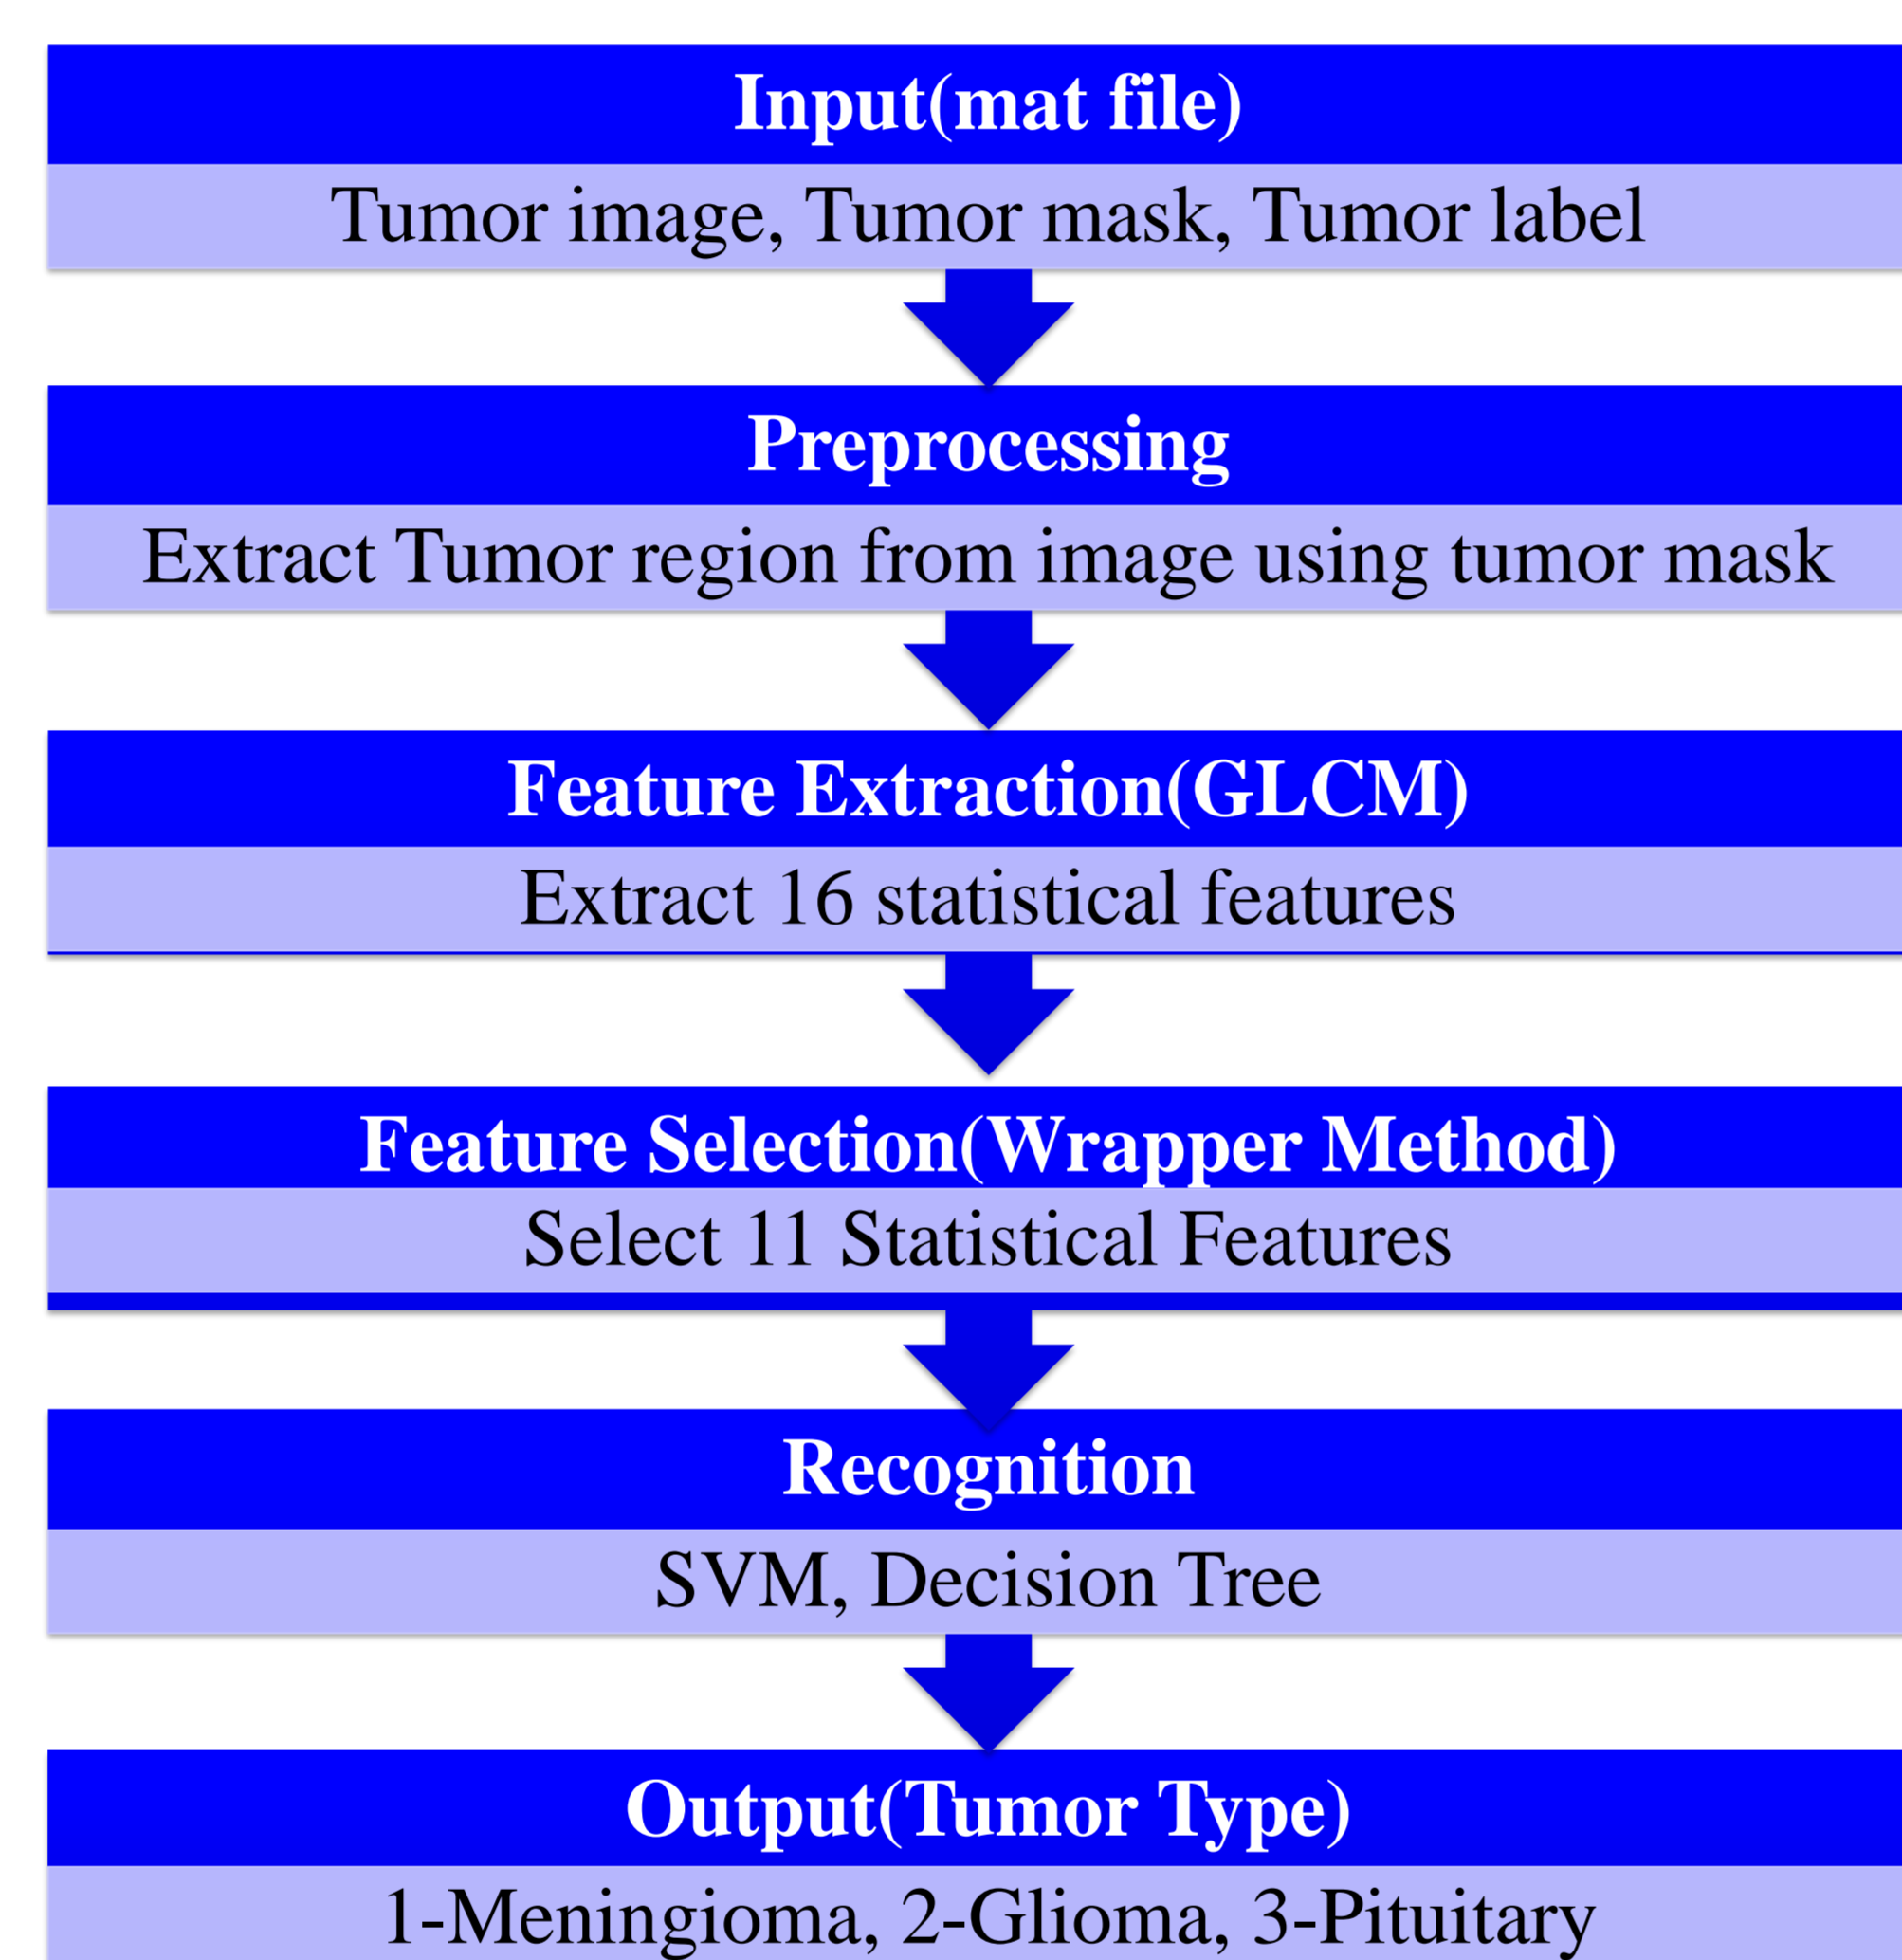 Input(mat file)
Tumor image, Tumor mask, Tumor label
Preprocessing
Extract Tumor region from image using tumor mask
Feature Extraction(GLCM)
Extract 16 statistical features
Feature Selection(Wrapper Method)
Select 11 Statistical Features
Recognition
SVM, Decision Tree
Output(Tumor Type)
1-Meningioma, 2-Glioma, 3-Pituitary